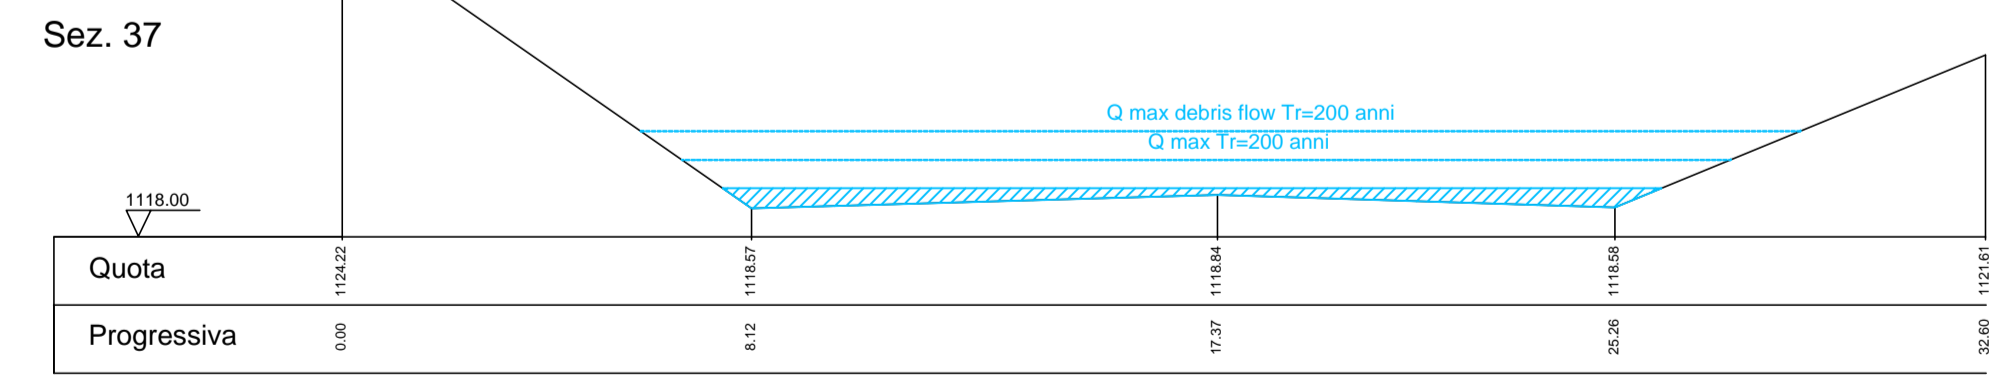 Sez. 37
Q max debris flow Tr=200 anni
Q max Tr=200 anni
1118.00
Quota 1124.22 1118.57 1118.84 1118.58 1121.61
Progressiva 0.00 8.12 17.37 25.26 32.60